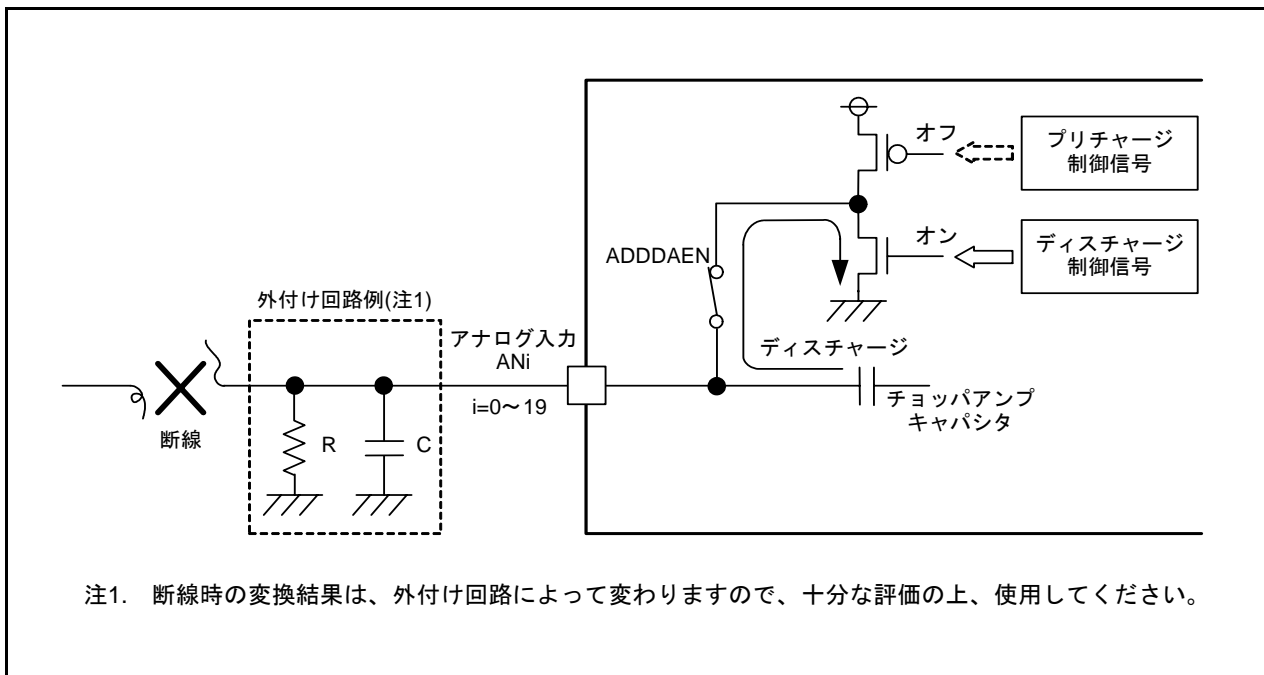 オフ
プリチャージ
制御信号
オン
ディスチャージ
制御信号
ADDDAEN
外付け回路例(注1)
アナログ入力
ANi
i=0～19
ディスチャージ
チョッパアンプ
キャパシタ
断線
R
C
注1. 断線時の変換結果は、外付け回路によって変わりますので、十分な評価の上、使用してください。